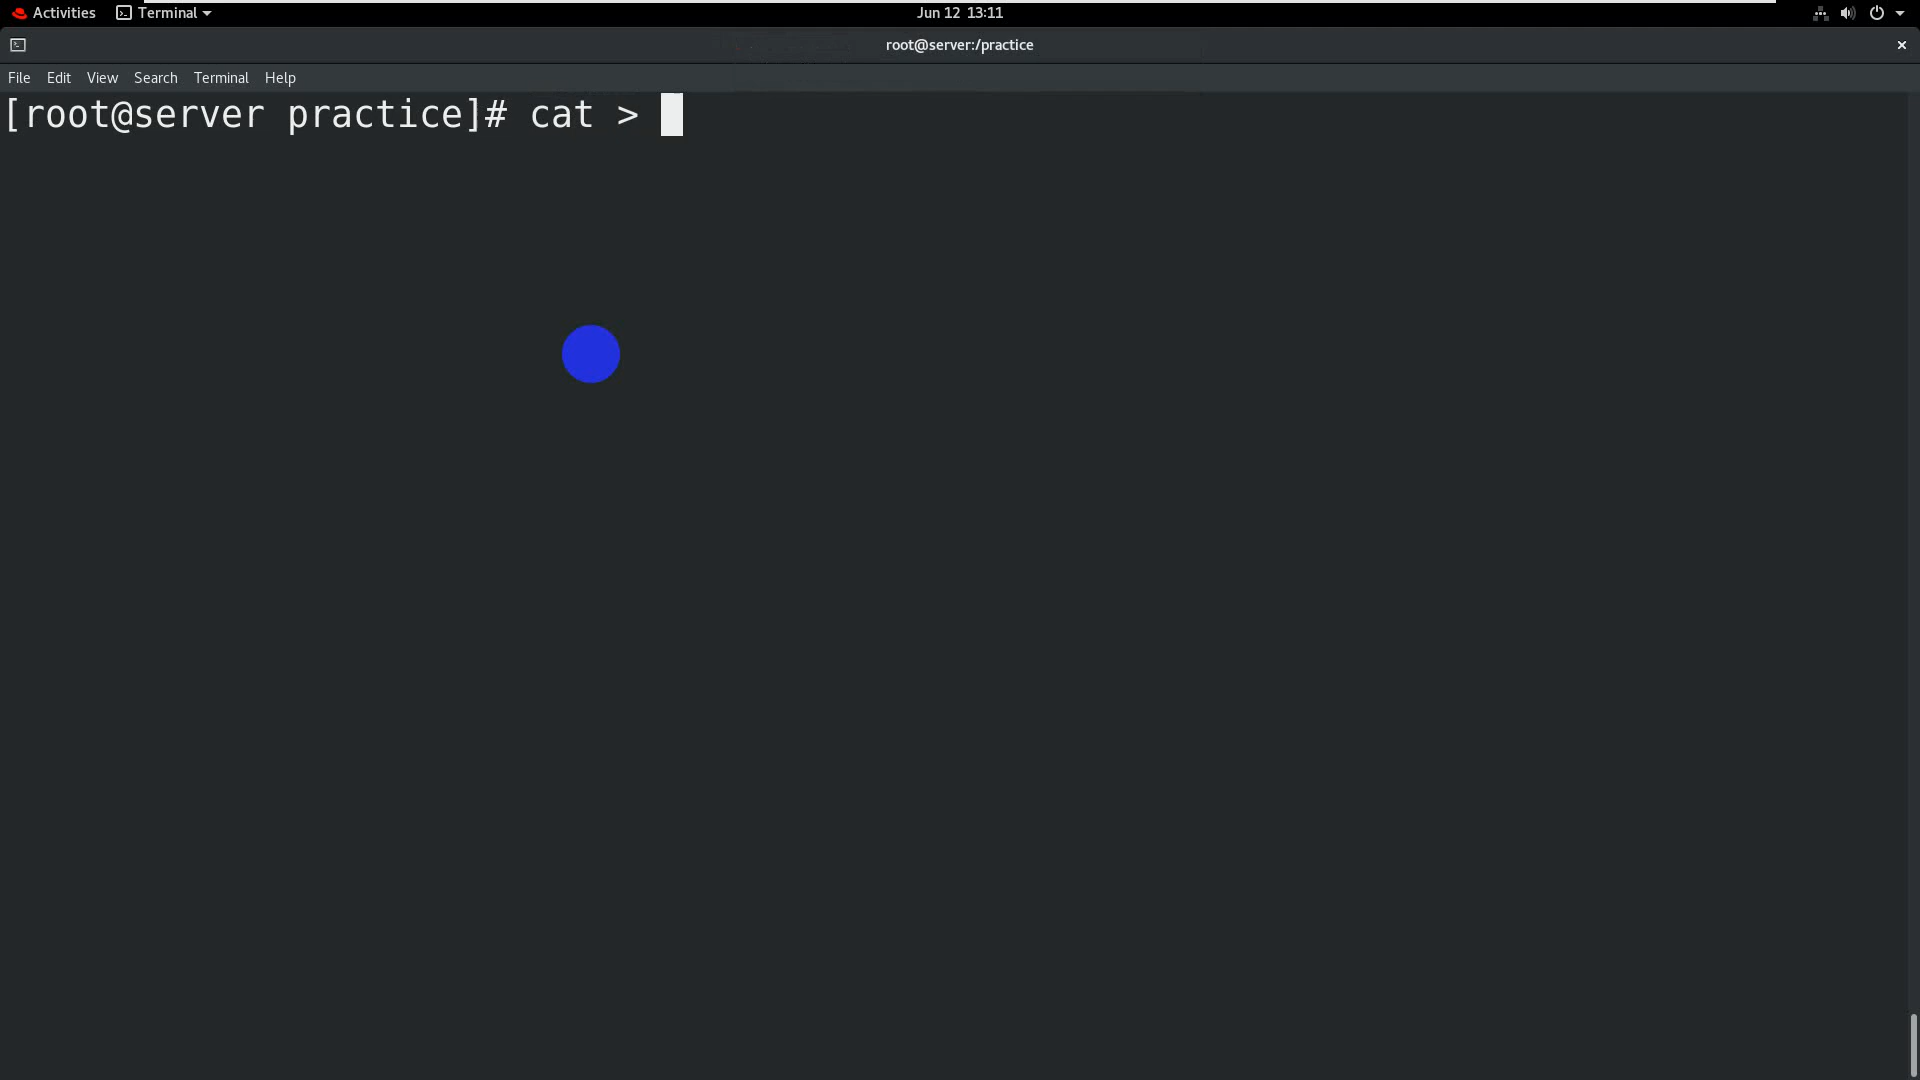 Activities Terminal Jun 12 13:11
root@server:/practice
File Edit View Search Terminal Help
[root@server practice]# cat >